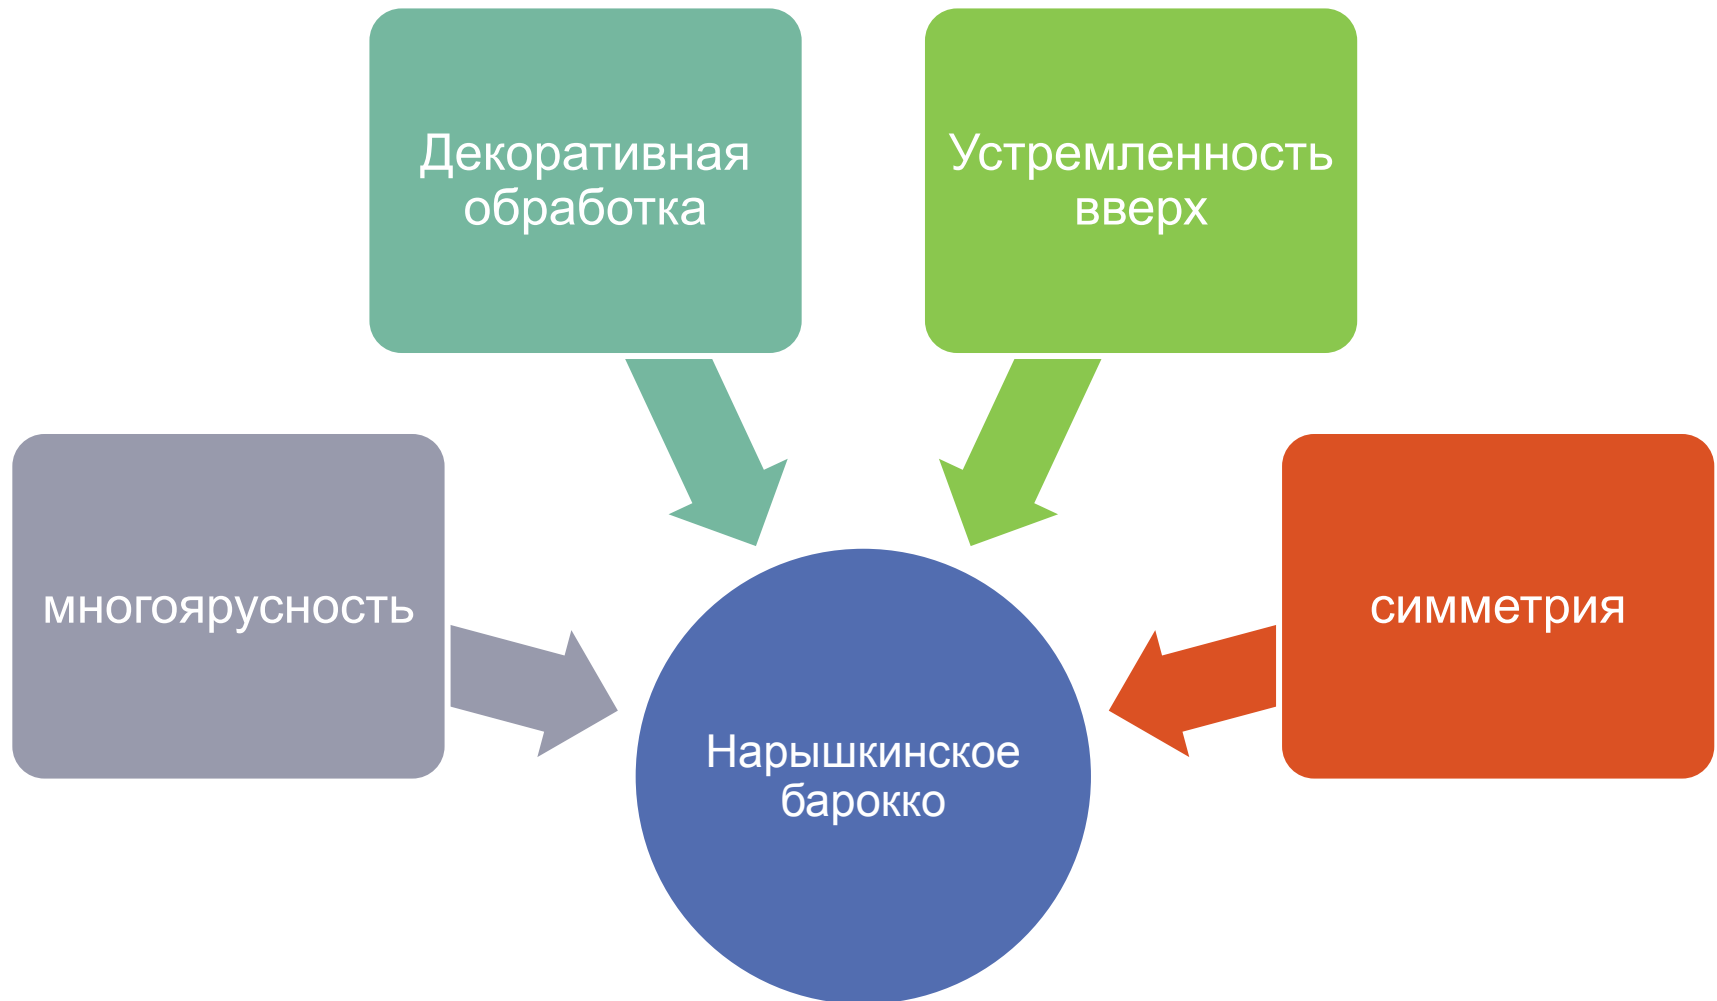 Декоративная
обработка
Устремленность
вверх
многоярусность
симметрия
Нарышкинское
барокко